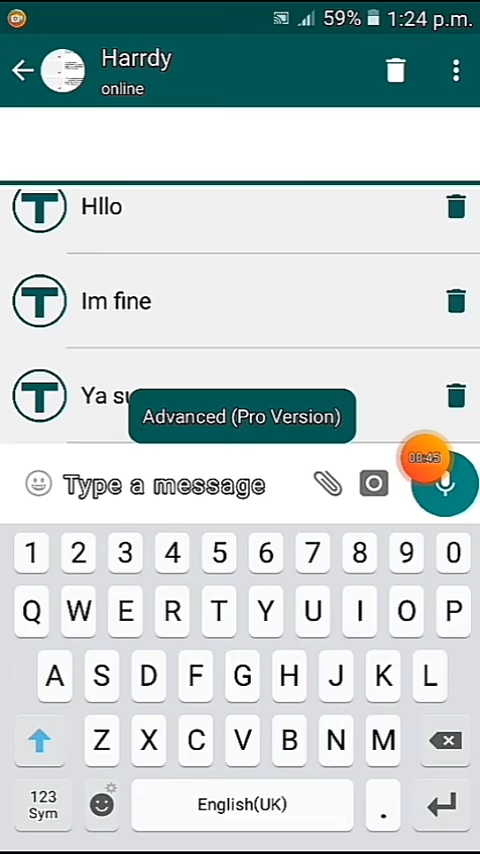 59% 1:24 p.m.
Harrdy
online
T Hllo
T Im fine
T Ya
Advanced (Pro Version)
00:45
Type a message
1 2 3 4 5 6 7 8 9 0
Q W E R T Y U I O P
A S D F G H J K L
Z X C V B N M
123
Sym
English(UK) .